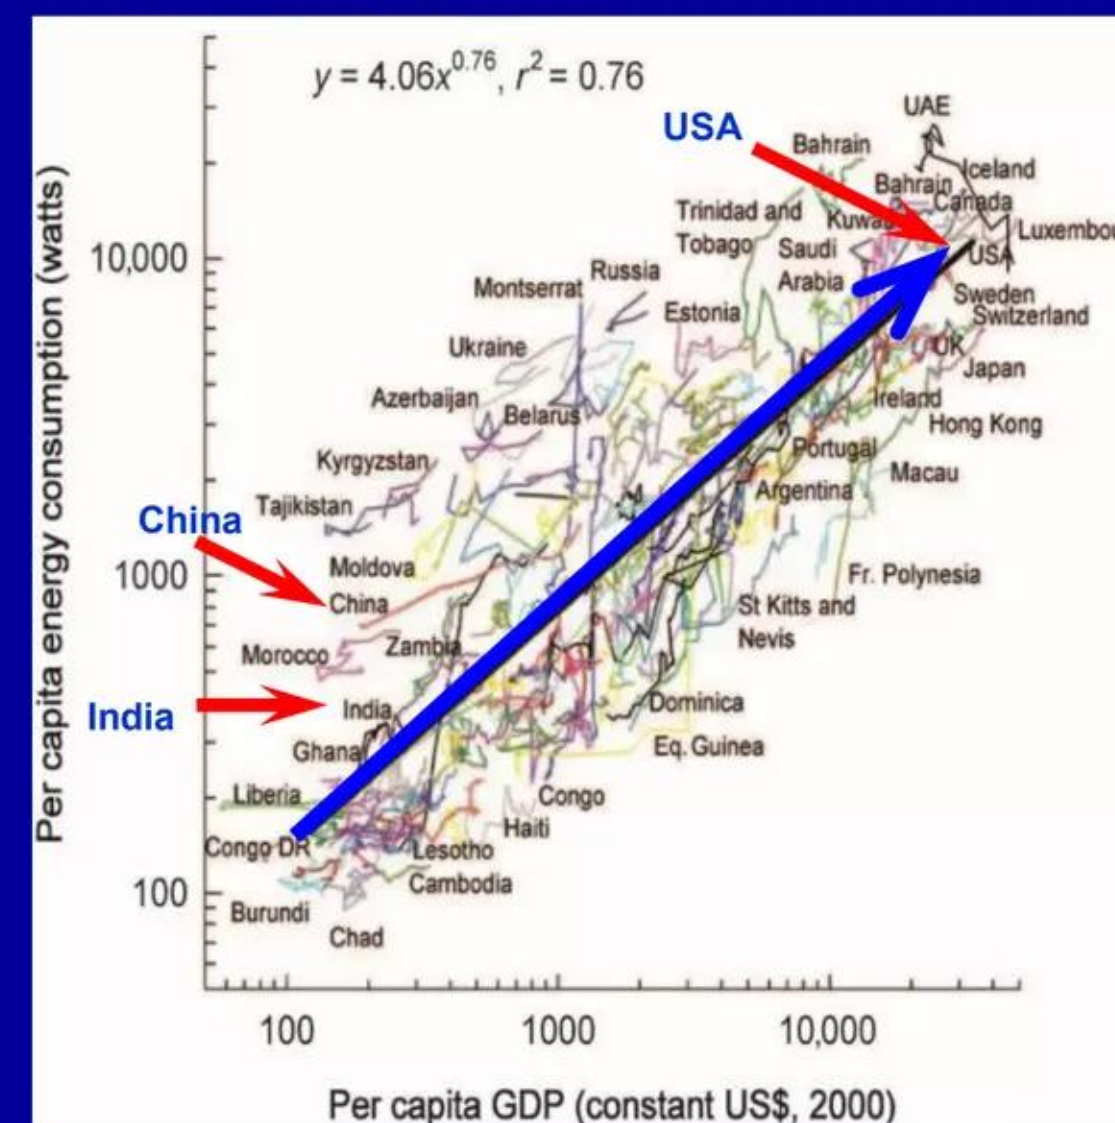 y = 4.06x^0.76, r^2 = 0.76
UAE
USA
Bahrain
Iceland
Bahrain
Canada
Trinidad and
Tobago
Kuwa
Luxembou
Saudi
Arabia
USA
10,000
Russia
Montserrat
Sweden
Estonia
Switzerland
Ukraine
UK
Japan
Azerbaijan
Belarus
Ireland
Hong Kong
Kyrgyzstan
Portugal
Macau
Tajikistan
Argentina
China
Moldova
1000
Fr. Polynesia
China
St Kitts and
Nevis
Morocco
Zambia
India
India
Dominica
Ghana
Eq. Guinea
Liberia
Congo
Haiti
Congo DR
Lesotho
100
Cambodia
Burundi
Chad
Per capita energy consumption (watts)
100 1000 10,000
Per capita GDP (constant US$, 2000)